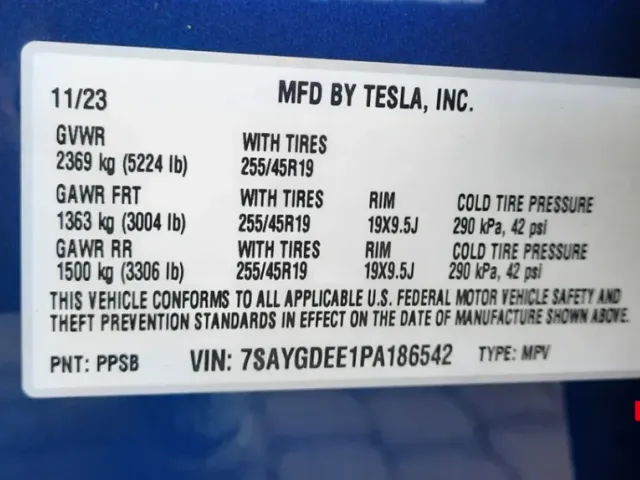 11/23 MFD BY TESLA, INC.
GVWR WITH TIRES
2369 kg (5224 lb) 255/45R19
GAWR FRT WITH TIRES RIM COLD TIRE PRESSURE
1363 kg (3004 lb) 255/45R19 19X9.5J 290 kPa, 42 psi
GAWR RR WITH TIRES RIM COLD TIRE PRESSURE
1500 kg (3306 lb) 255/45R19 19X9.5J 290 kPa, 42 psi
THIS VEHICLE CONFORMS TO ALL APPLICABLE U.S. FEDERAL MOTOR VEHICLE SAFETY AND
THEFT PREVENTION STANDARDS IN EFFECT ON THE DATE OF MANUFACTURE SHOWN ABOVE.
PNT: PPSB VIN: 7SAYGDEE1PA186542 TYPE: MPV